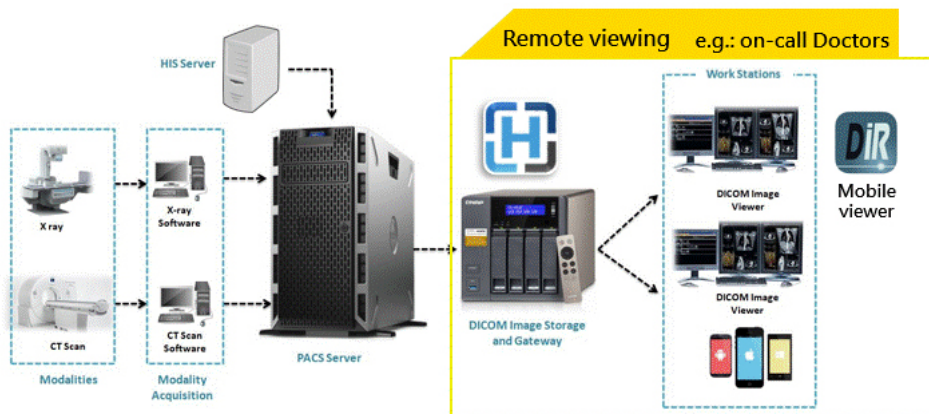 Remote viewing e.g.: on-call Doctors
HIS Server
Work Stations
H
DiR
Mobile
viewer
X ray
X-ray
Software
DICOM Image
Viewer
CT Scan
CT Scan
Software
PACS Server
DICOM Image Storage
and Gateway
DICOM Image
Viewer
Modalities
Modality
Acquisition